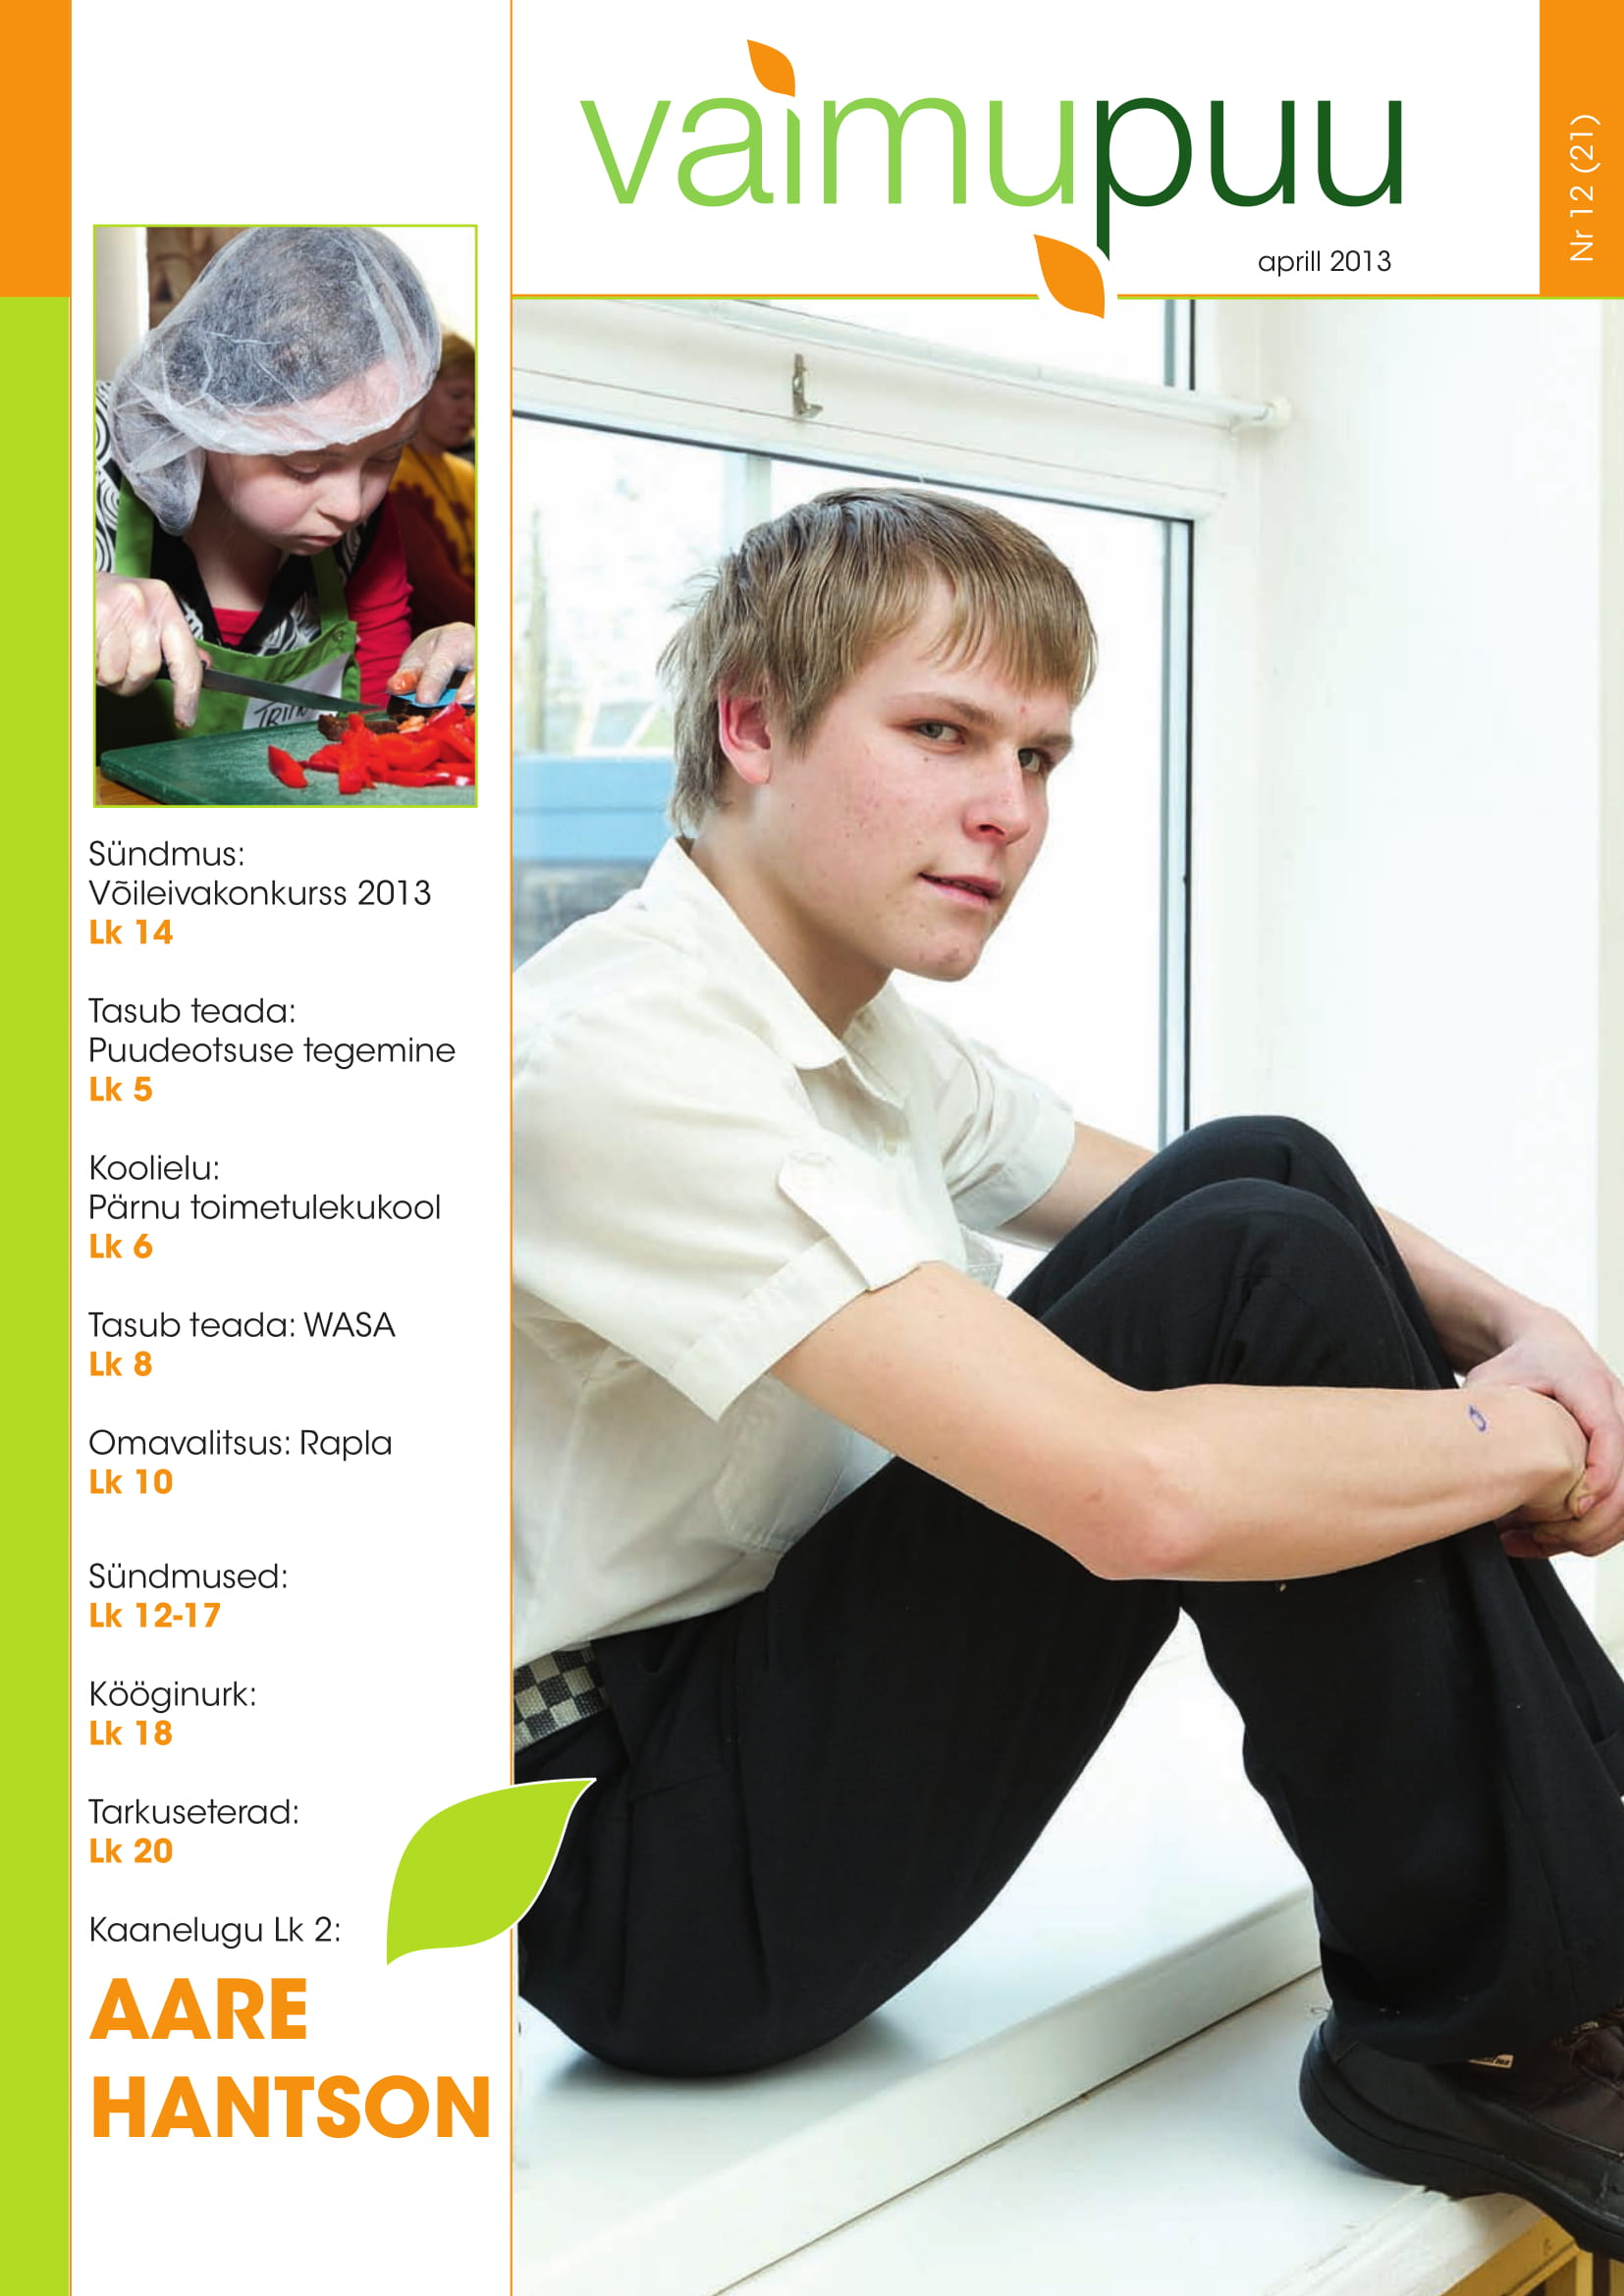 vaimupuu
aprill 2013
Nr 12 (21)
Sündmus:
Võileivakonkurss 2013
Lk 14
Tasub teada:
Puudeotsuse tegemine
Lk 5
Koolielu:
Pärnu toimetulekukool
Lk 6
Tasub teada: WASA
Lk 8
Omavalitsus: Rapla
Lk 10
Sündmused:
Lk 12-17
Kööginurk:
Lk 18
Tarkuseterad:
Lk 20
Kaanelugu Lk 2:
AARE
HANTSON